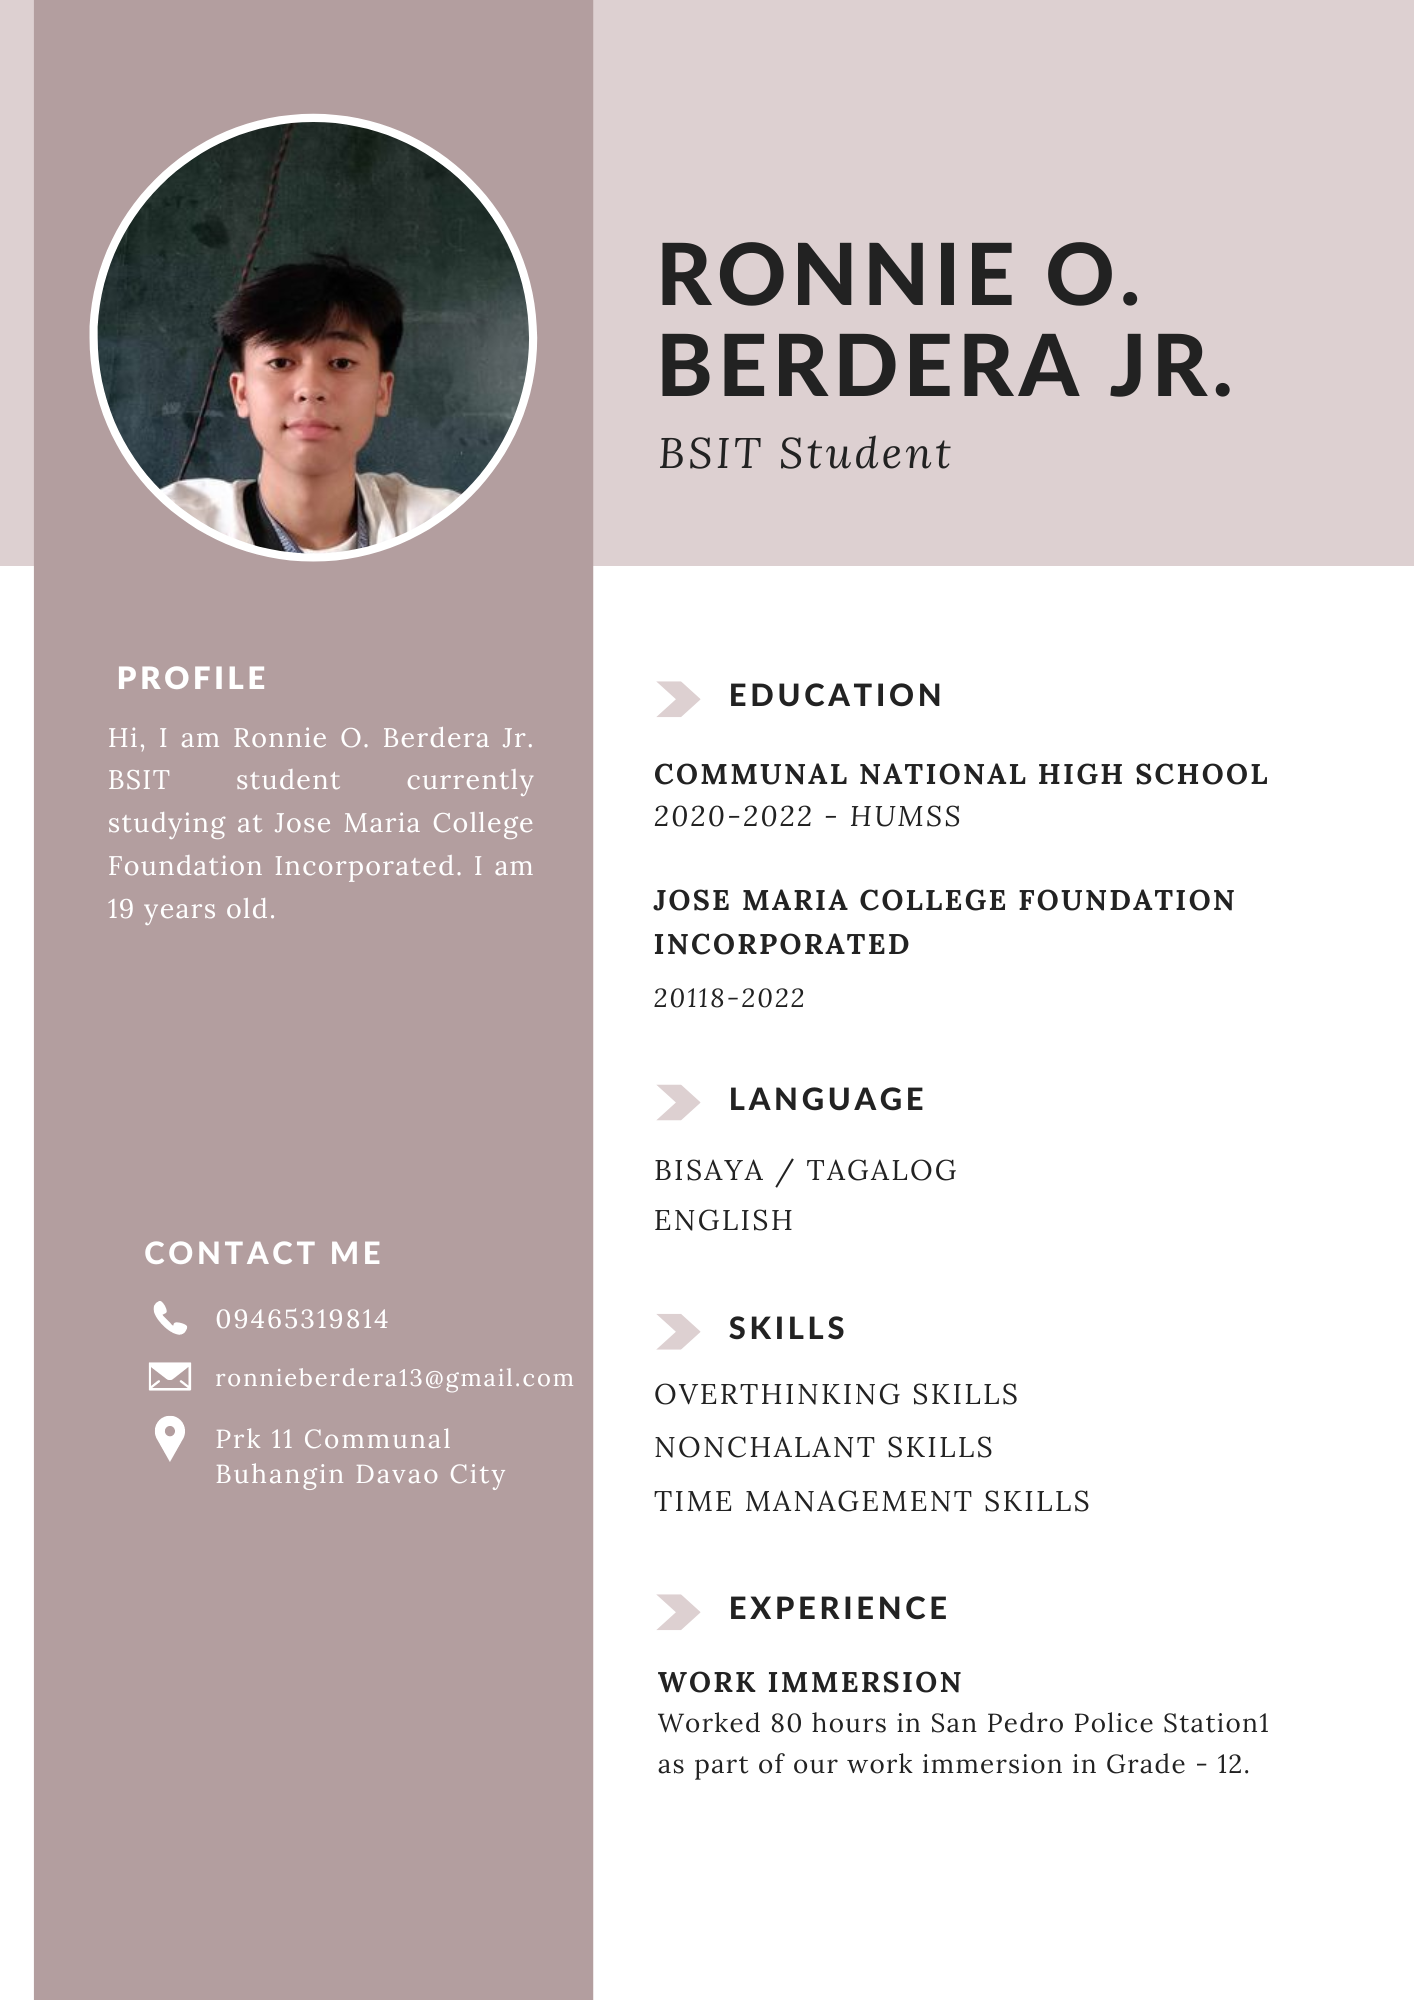 RONNIE O.
BERDERA JR.
BSIT Student
PROFILE
Hi, I am Ronnie O. Berdera Jr.
BSIT student currently
studying at Jose Maria College
Foundation Incorporated. I am
19 years old.
CONTACT ME
09465319814
ronnieberdera13@gmail.com
Prk 11 Communal
Buhangin Davao City
EDUCATION
COMMUNAL NATIONAL HIGH SCHOOL
2020-2022 - HUMSS
JOSE MARIA COLLEGE FOUNDATION
INCORPORATED
20118-2022
LANGUAGE
BISAYA / TAGALOG
ENGLISH
SKILLS
OVERTHINKING SKILLS
NONCHALANT SKILLS
TIME MANAGEMENT SKILLS
EXPERIENCE
WORK IMMERSION
Worked 80 hours in San Pedro Police Station1
as part of our work immersion in Grade - 12.